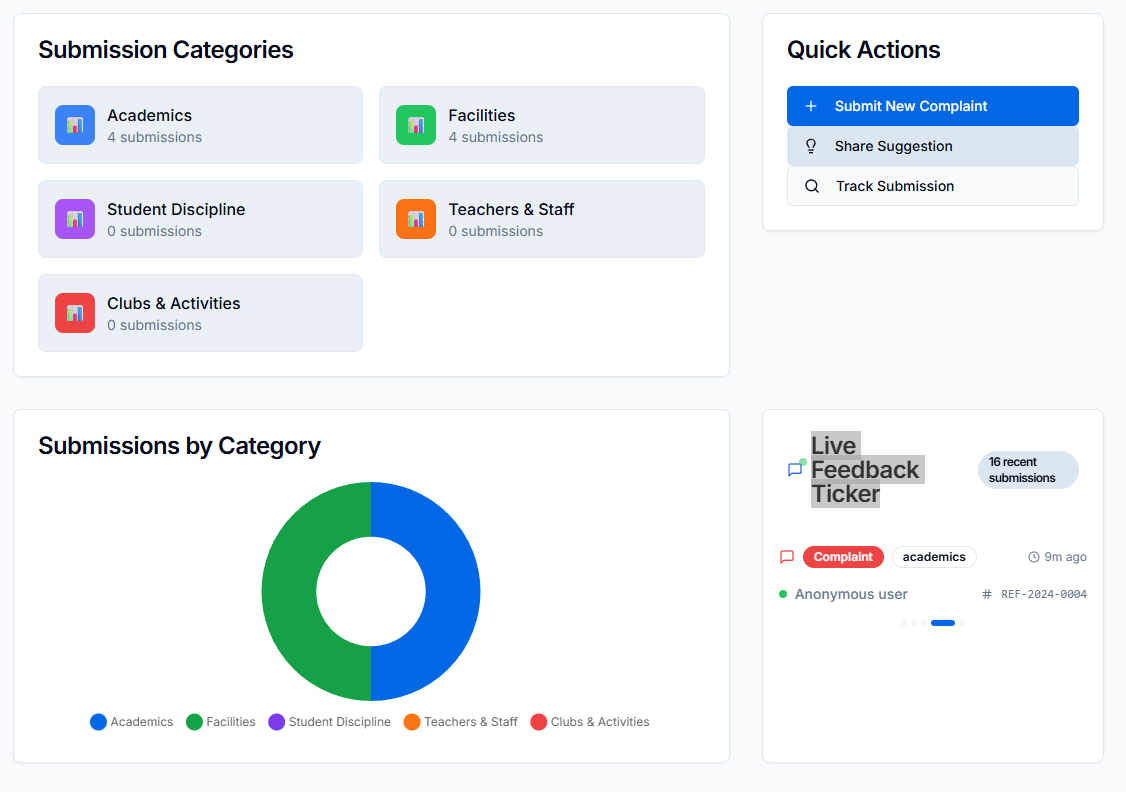 Submission Categories
Academics
4 submissions
Facilities
4 submissions
Student Discipline
0 submissions
Teachers & Staff
0 submissions
Clubs & Activities
0 submissions
Quick Actions
Submit New Complaint
Share Suggestion
Track Submission
Submissions by Category
Academics
Facilities
Student Discipline
Teachers & Staff
Clubs & Activities
Live
Feedback
Ticker
16 recent
submissions
Complaint
academics
9m ago
Anonymous user
# REF-2024-0004